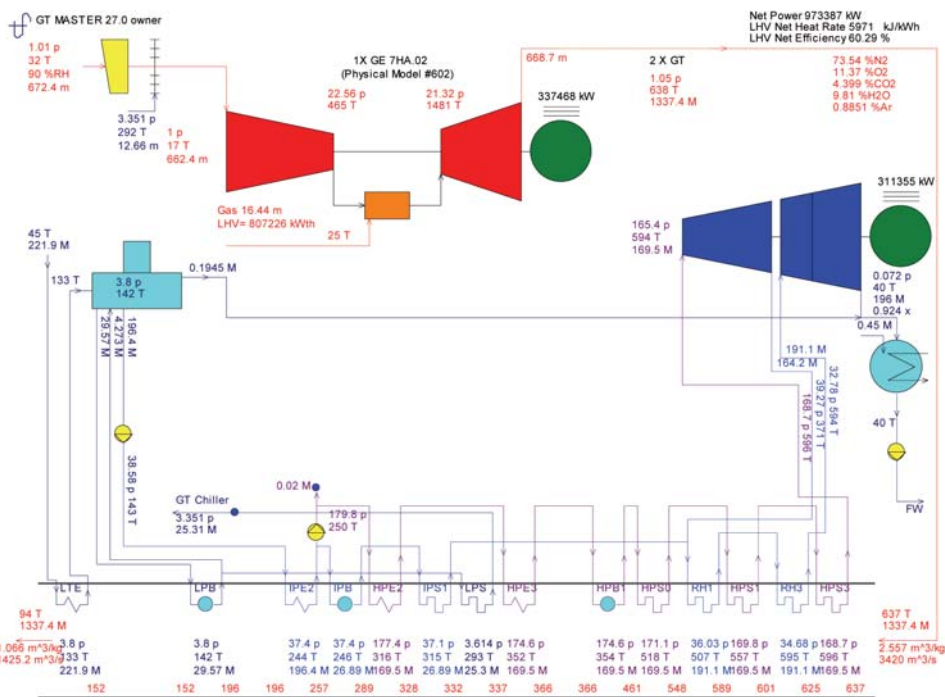 GT MASTER 27.0 owner
Net Power 973387 kW
LHV Net Heat Rate 5971 kJ/kWh
LHV Net Efficiency 60.29 %
1.01 p
32 T
90 %RH
672.4 m
3.351 p
292 T
12.66 m
1 p
17 T
662.4 m
1X GE 7HA.02
(Physical Model #602)
22.56 p
465 T
21.32 p
1481 T
337468 kW
668.7 m
2 X GT
1.05 p
638 T
1337.4 M
73.54 %N2
11.37 %O2
4.399 %CO2
9.81 %H2O
0.8851 %Ar
Gas 16.44 m
LHV= 807226 kWth
25 T
165.4 p
594 T
169.5 M
311355 kW
0.072 p
40 T
196 M
0.924 x
0.45 M
40 T
FW
45 T
221.9 M
133 T
3.8 p
142 T
0.1945 M
29.57 M
4.273 M
196.4 M
38.58 p 143 T
191.1 M
164.2 M
168.7 p 596 T
39.27 p 371 T
32.78 p 594 T
0.02 M
179.8 p
250 T
GT Chiller
3.351 p
25.31 M
LTE
LPB
IPE2
IPB
HPE2
IPS1
LPS
HPE3
HPB1
HPS0
RH1
HPS1
RH3
HPS3
94 T
1337.4 M
1.066 m^3/kg
1425.2 m^3/s
637 T
1337.4 M
2.557 m^3/kg
3420 m^3/s
3.8 p
133 T
221.9 M
3.8 p
142 T
29.57 M
37.4 p
244 T
196.4 M
37.4 p
246 T
26.89 M
177.4 p
316 T
169.5 M
37.1 p
315 T
26.89 M
3.614 p
293 T
25.3 M
174.6 p
352 T
169.5 M
174.6 p
354 T
169.5 M
171.1 p
518 T
169.5 M
36.03 p
507 T
191.1 M
169.8 p
557 T
169.5 M
34.68 p
595 T
191.1 M
168.7 p
596 T
169.5 M
152 152 196 196 257 289 328 332 337 366 366 461 548 589 601 625 637